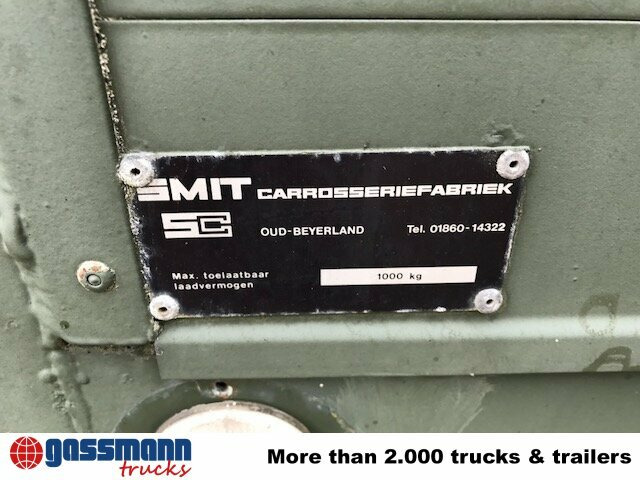 SMIT CARROSSERIEFABRIEK
SC OUD-BEYERLAND Tel. 01860-14322
Max. toelaatbaar
laadvermogen 1000 kg
gassmann
trucks
More than 2.000 trucks & trailers